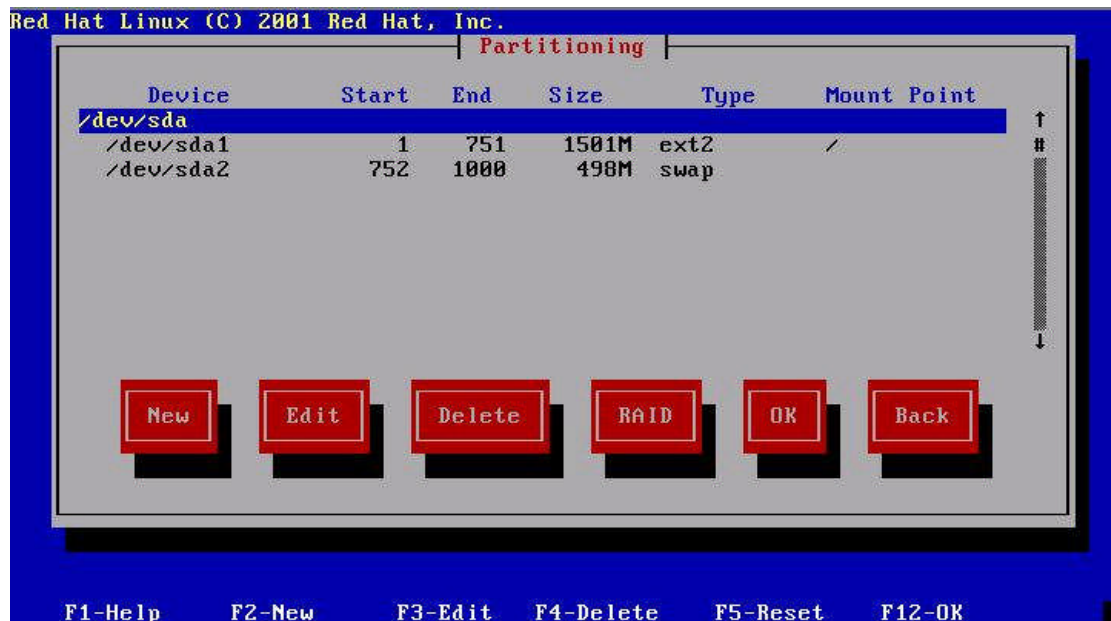 Red Hat Linux (C) 2001 Red Hat, Inc.
Partitioning
Device Start End Size Type Mount Point
/dev/sda
/dev/sda1 1 751 1501M ext2 /
/dev/sda2 752 1000 498M swap
New Edit Delete RAID OK Back
F1-Help F2-New F3-Edit F4-Delete F5-Reset F12-OK